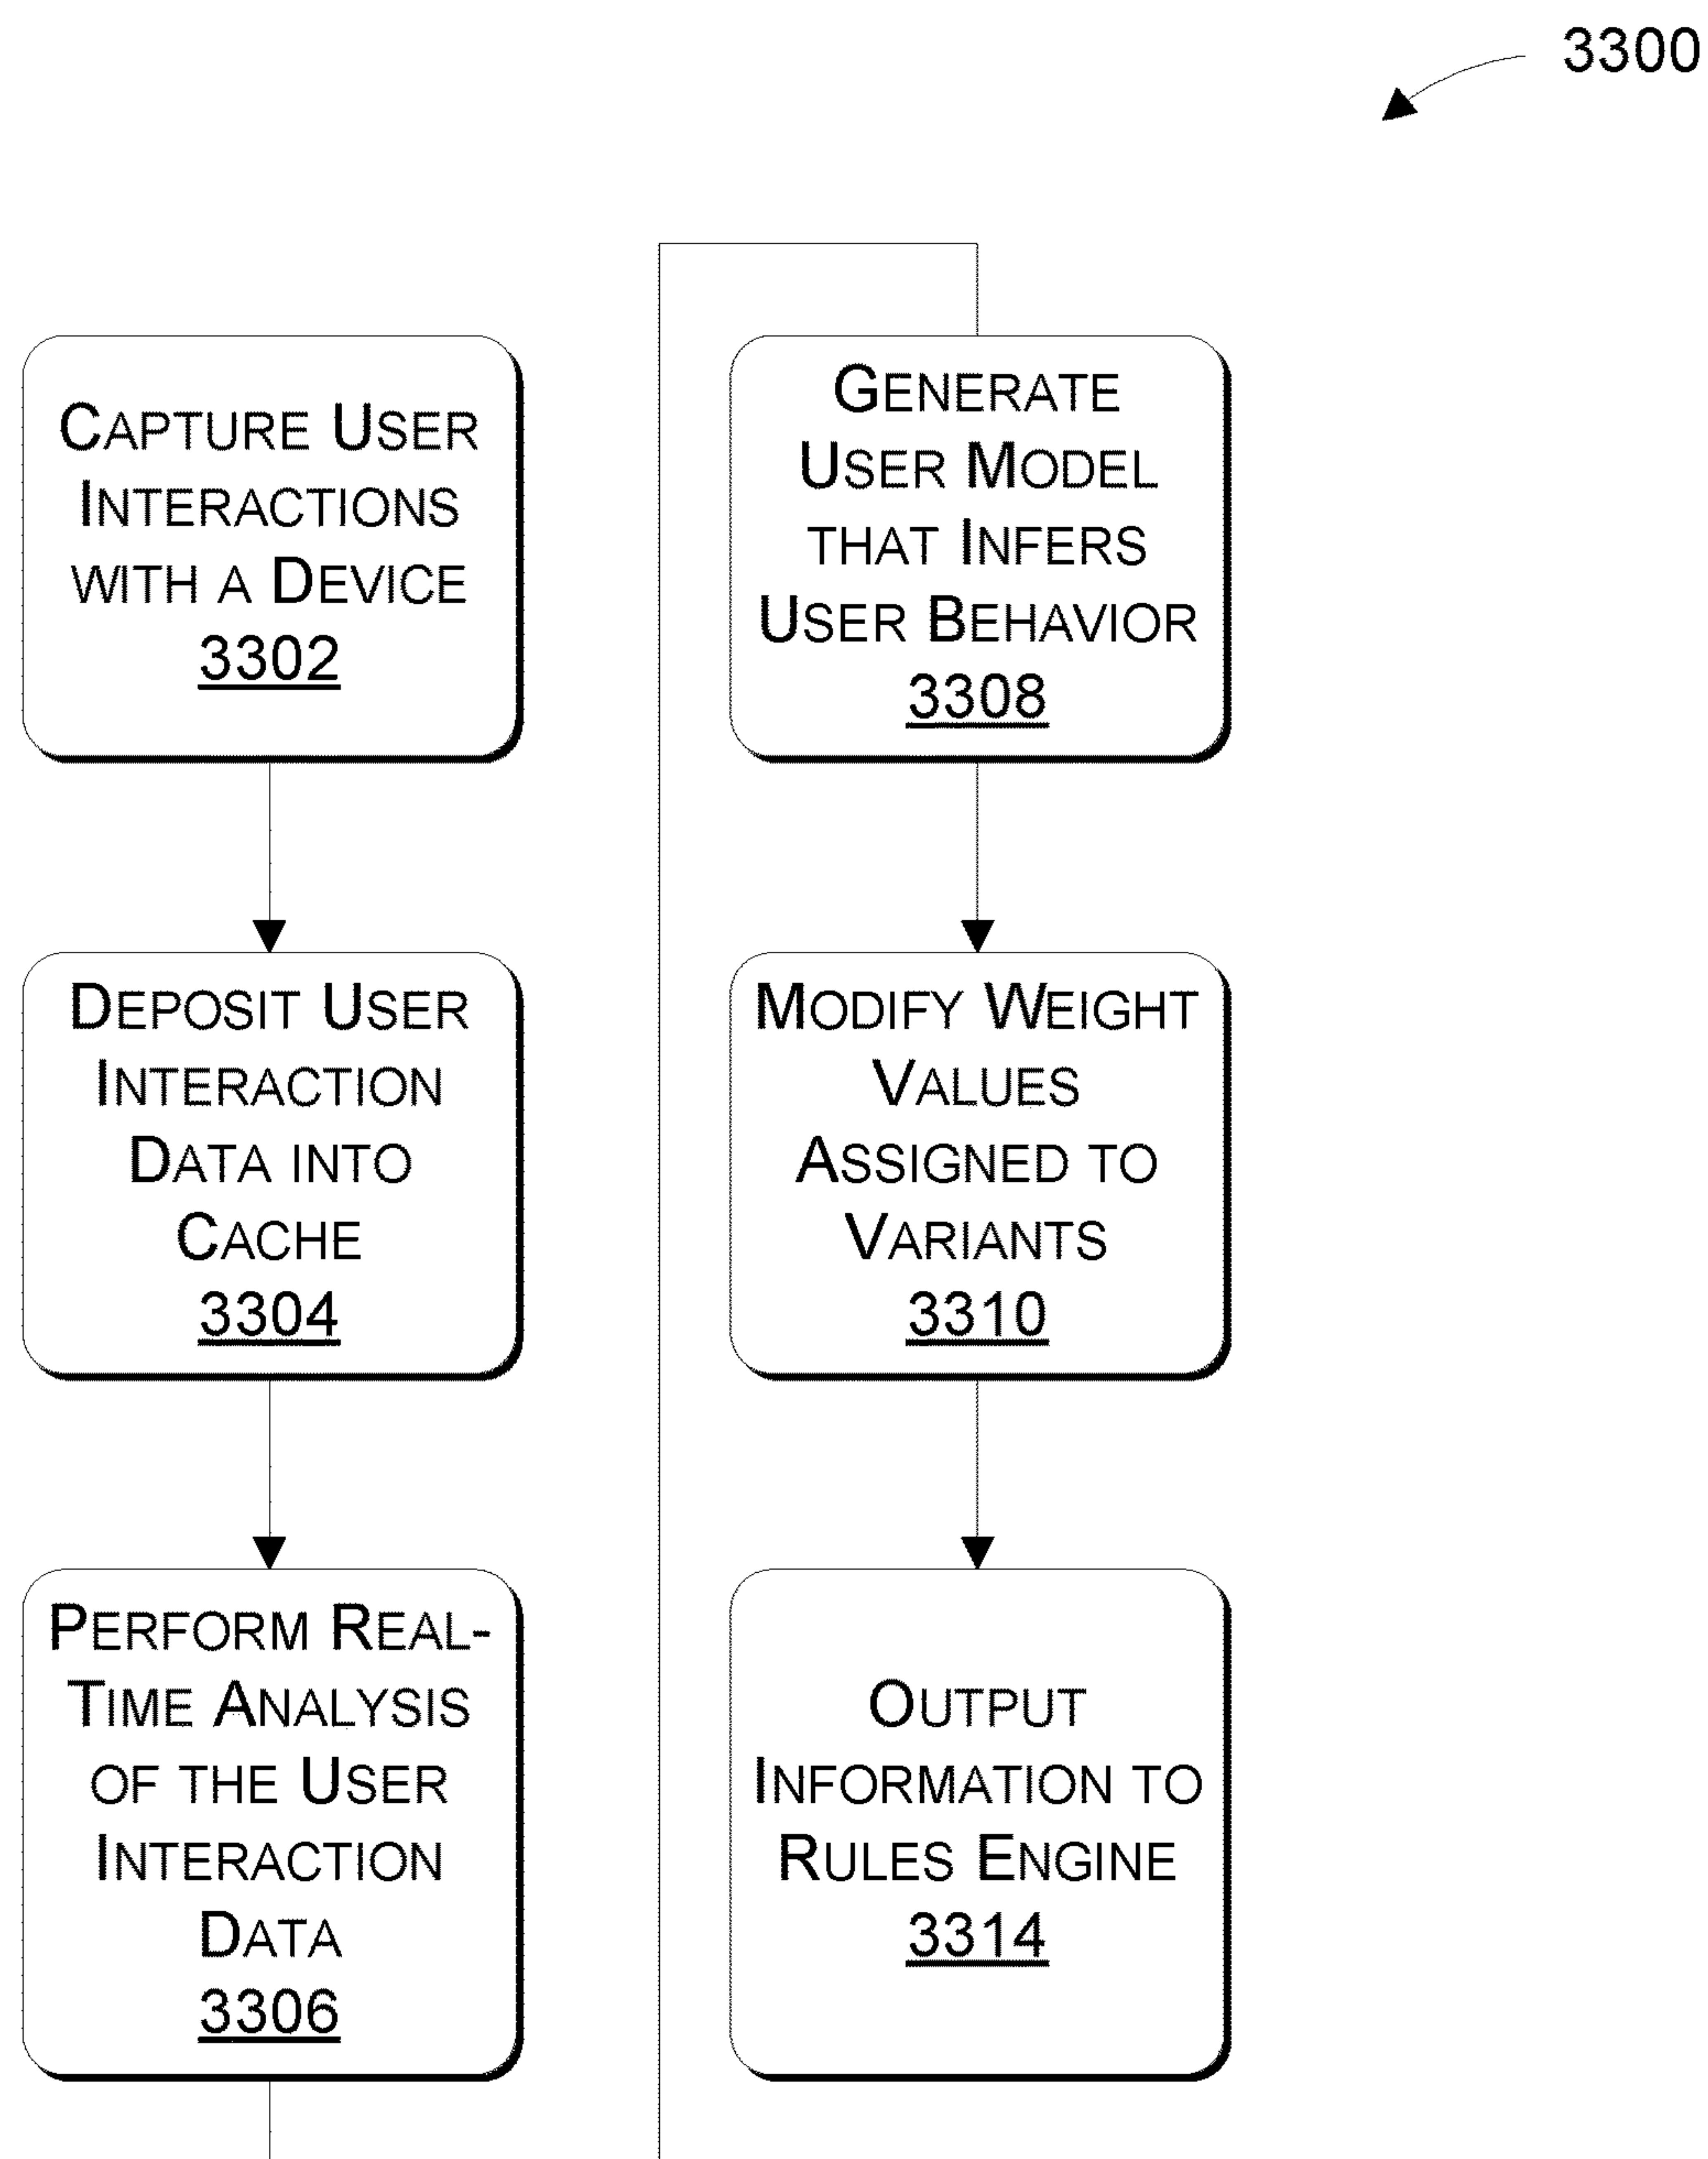 3300
CAPTURE USER
INTERACTIONS
WITH A DEVICE
3302
DEPOSIT USER
INTERACTION
DATA INTO
CACHE
3304
PERFORM REAL-
TIME ANALYSIS
OF THE USER
INTERACTION
DATA
3306
GENERATE
USER MODEL
THAT INFERS
USER BEHAVIOR
3308
MODIFY WEIGHT
VALUES
ASSIGNED TO
VARIANTS
3310
OUTPUT
INFORMATION TO
RULES ENGINE
3314